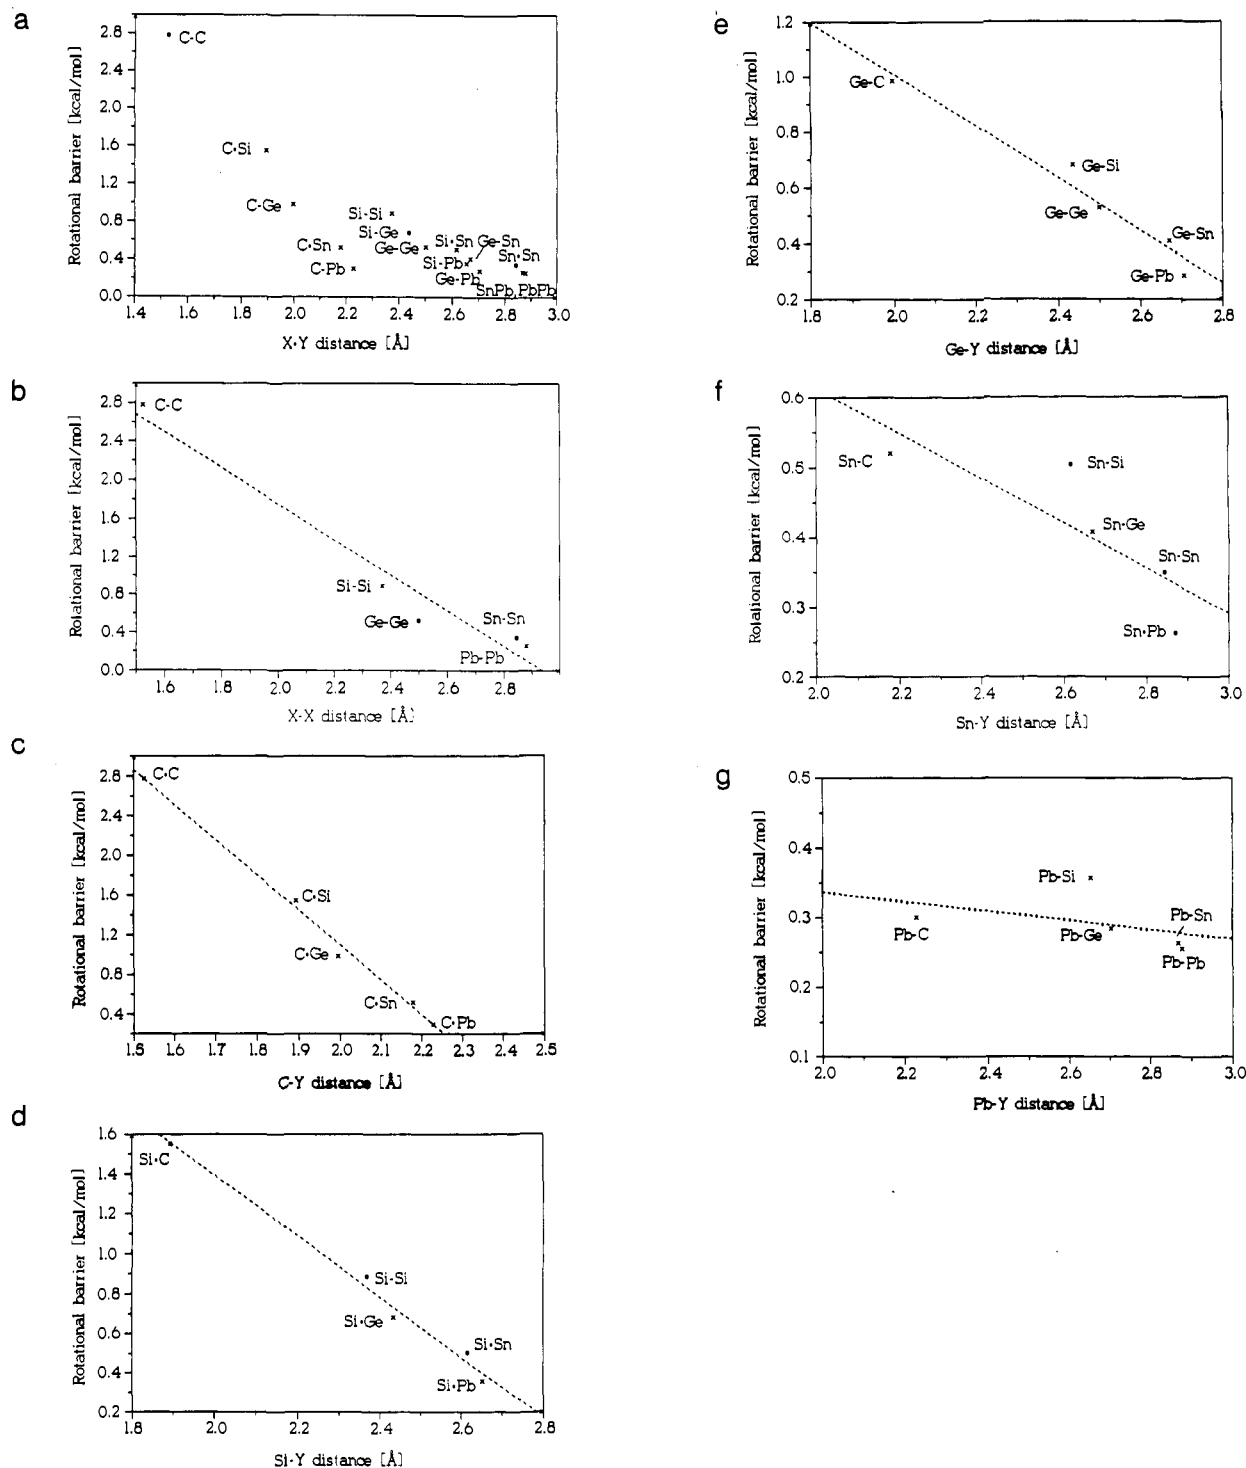 a
2.8
2.4
2.0
1.6
1.2
0.8
0.4
0.0
Rotational barrier [kcal/mol]
C-C
C•Si
C-Ge
C•Sn
C-Pb
Si-Si
Si-Ge
Ge-Ge
Si•Sn
Ge-Sn
Si-Pb
Sn•Sn
Ge-Pb
SnPb,PbPb
1.4 1.6 1.8 2.0 2.2 2.4 2.6 2.8 3.0
X•Y distance [Å]
b
2.8
2.4
2.0
1.6
1.2
0.8
0.4
0.0
Rotational barrier [kcal/mol]
C-C
Si-Si
Ge-Ge
Sn-Sn
Pb-Pb
1.6 1.8 2.0 2.2 2.4 2.6 2.8
X-X distance [Å]
c
2.8
2.4
2.0
1.6
1.2
0.8
0.4
Rotational barrier [kcal/mol]
C•C
C•Si
C•Ge
C•Sn
C•Pb
1.5 1.6 1.7 1.8 1.9 2.0 2.1 2.2 2.3 2.4 2.5
C-Y distance [Å]
d
1.6
1.4
1.2
1.0
0.8
0.6
0.4
0.2
Rotational barrier [kcal/mol]
Si•C
Si-Si
Si•Ge
Si•Sn
Si•Pb
1.8 2.0 2.2 2.4 2.6 2.8
Si-Y distance [Å]
e
1.2
1.0
0.8
0.6
0.4
0.2
Rotational barrier [kcal/mol]
Ge-C
Ge-Si
Ge-Ge
Ge-Sn
Ge-Pb
1.8 2.0 2.2 2.4 2.6 2.8
Ge-Y distance [Å]
f
0.6
0.5
0.4
0.3
0.2
Rotational barrier [kcal/mol]
Sn-C
Sn-Si
Sn•Ge
Sn-Sn
Sn•Pb
2.0 2.2 2.4 2.6 2.8 3.0
Sn-Y distance [Å]
g
0.5
0.4
0.3
0.2
0.1
Rotational barrier [kcal/mol]
Pb-Si
Pb-C
Pb-Ge
Pb-Sn
Pb-Pb
2.0 2.2 2.4 2.6 2.8 3.0
Pb-Y distance [Å]